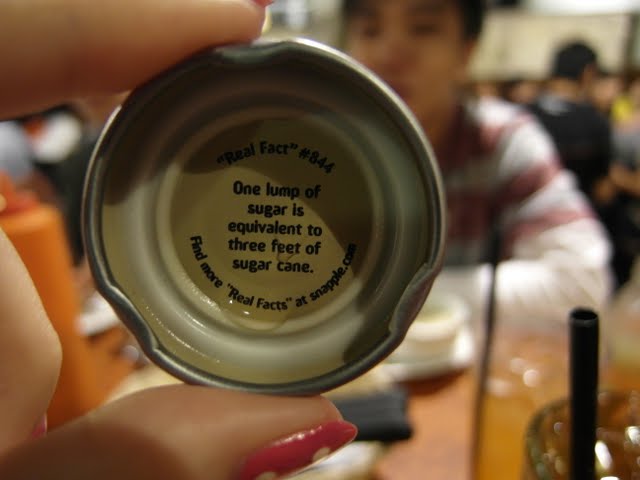 "Real Fact" #844
One lump of
sugar is
equivalent to
three feet of
sugar cane.
Find more "Real Facts" at snapple.com